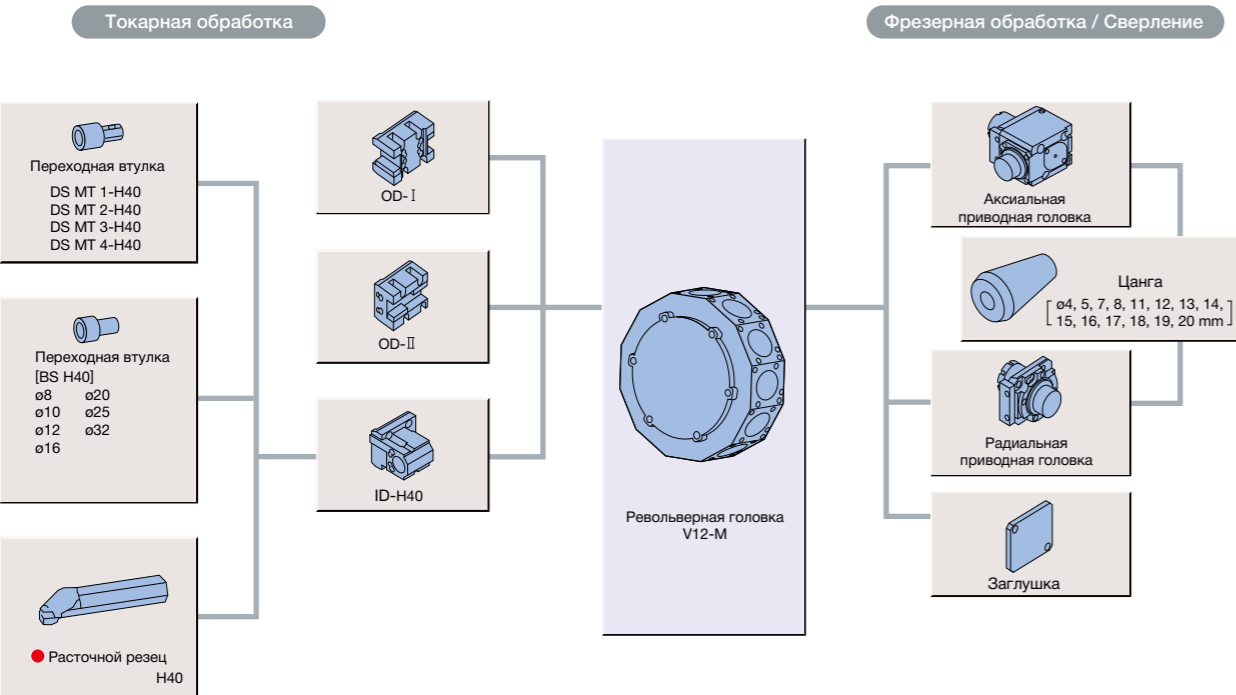 Токарная обработка
Фрезерная обработка / Сверление
Переходная втулка
DS MT 1-H40
DS MT 2-H40
DS MT 3-H40
DS MT 4-H40
Переходная втулка
[BS H40]
ø8 ø20
ø10 ø25
ø12 ø32
ø16
Расточной резец
H40
OD-Ⅰ
OD-Ⅱ
ID-H40
Револьверная головка
V12-M
Аксиальная
приводная головка
Цанга
[ ø4, 5, 7, 8, 11, 12, 13, 14,
15, 16, 17, 18, 19, 20 mm ]
Радиальная
приводная головка
Заглушка